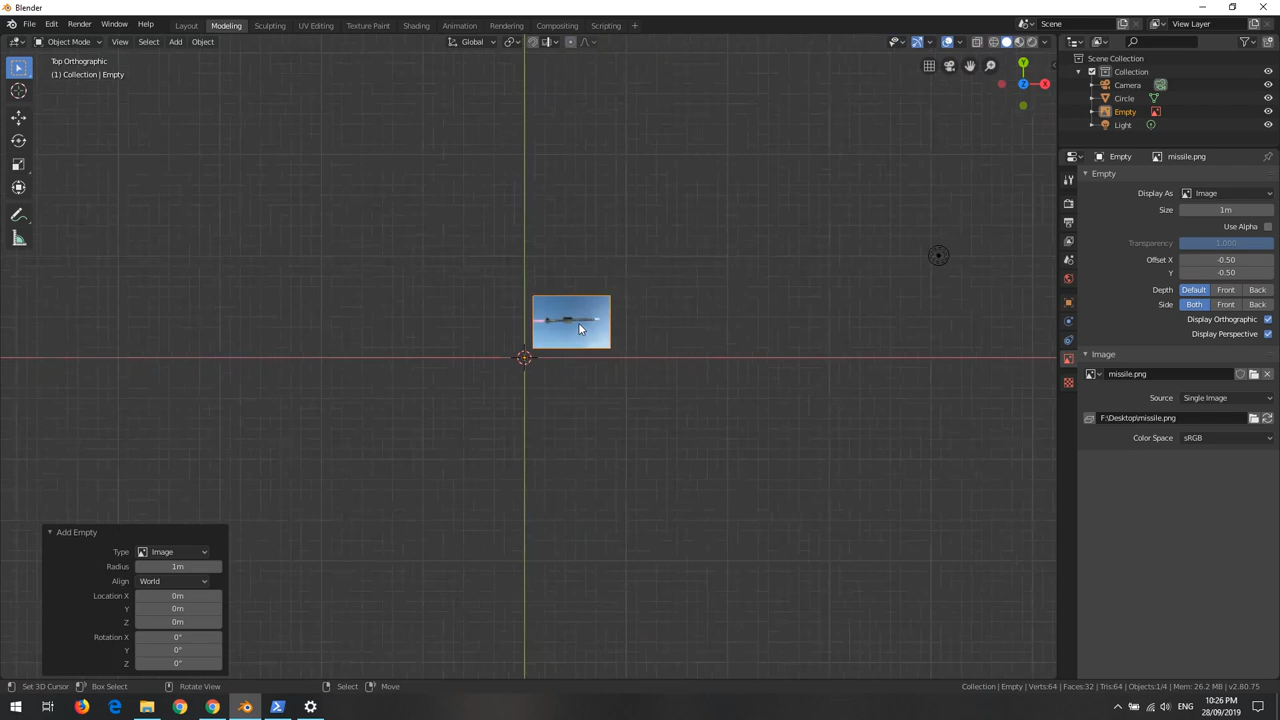 Blender
File Edit Render Window Help Layout Modeling Sculpting UV Editing Texture Paint Shading Animation Rendering Compositing Scripting + Scene View Layer
Object Mode View Select Add Object Global
Top Orthographic
(1) Collection | Empty
Y
X
Z
Scene Collection
Collection
Camera
Circle
Empty
Light
Empty missile.png
Empty
Display As Image
Size 1m
Use Alpha
Transparency 1.000
Offset X -0.50
Y -0.50
Depth Default Front Back
Side Both Front Back
Display Orthographic
Display Perspective
Image
missile.png
Source Single Image
F:\Desktop\missile.png
Color Space sRGB
Add Empty
Type Image
Radius 1m
Align World
Location X 0m
Y 0m
Z 0m
Rotation X 0°
Y 0°
Z 0°
Set 3D Cursor Box Select Rotate View Select Move Collection | Empty | Verts:64 | Faces:32 | Tris:64 | Objects:1/4 | Mem: 26.2 MB | v2.80.75
ENG 10:26 PM 28/09/2019